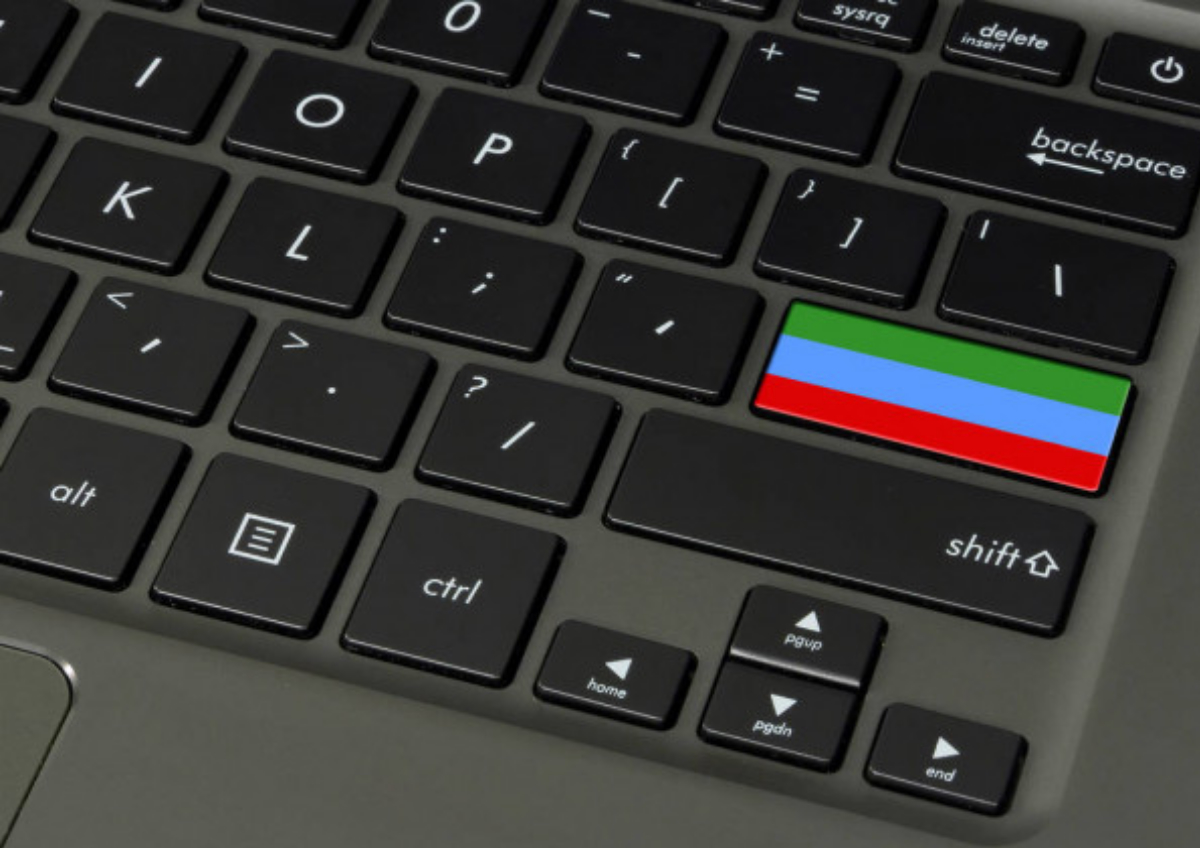 sysrq
insert delete
0
_ -
+ =
backspace
I
O
P
{ [
} ]
| \
K
L
: ;
" '
< ,
> .
? /
shift
alt
ctrl
pgup
home
pgdn
end